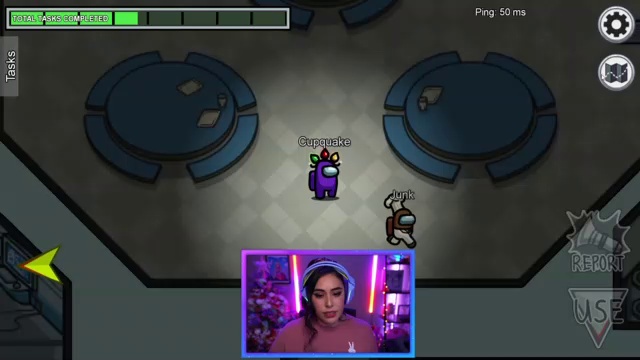 TOTAL TASKS COMPLETED
Ping: 50 ms
Tasks
Cupquake
Junk
REPORT
USE